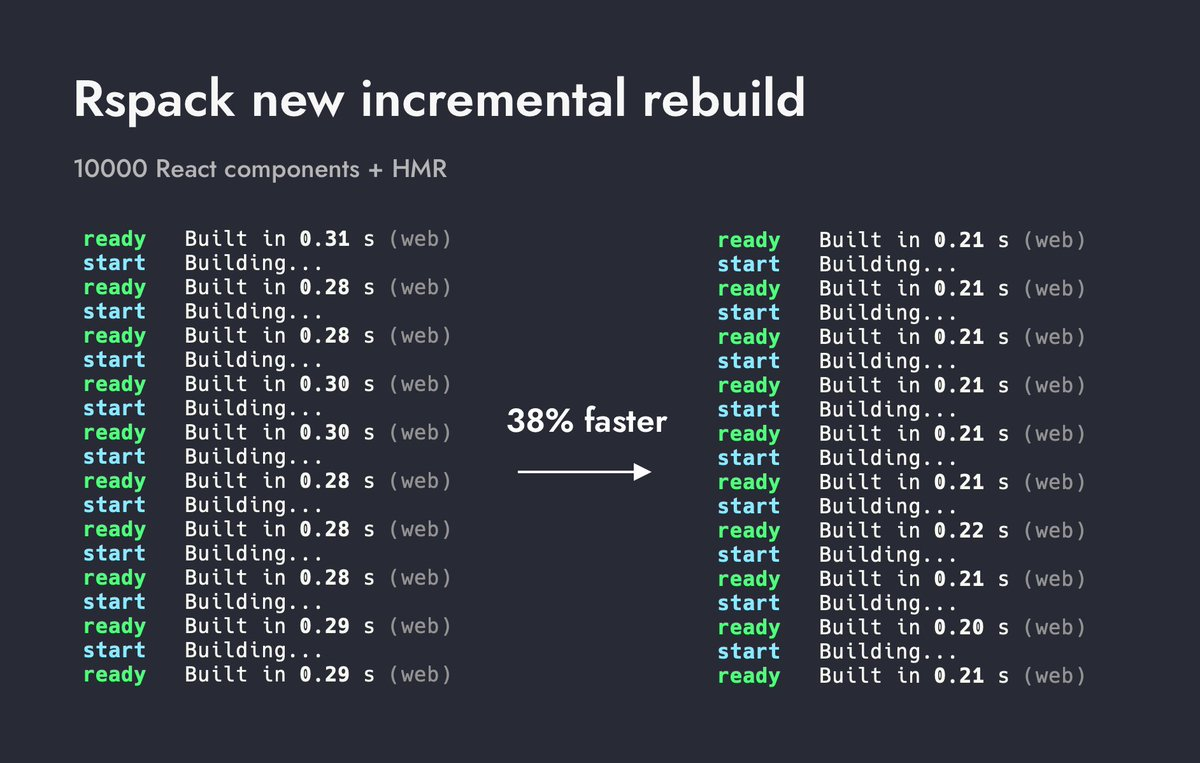 Rspack new incremental rebuild
10000 React components + HMR
ready Built in 0.31 s (web)
start Building...
ready Built in 0.28 s (web)
start Building...
ready Built in 0.28 s (web)
start Building...
ready Built in 0.30 s (web)
start Building...
ready Built in 0.30 s (web)
start Building...
ready Built in 0.28 s (web)
start Building...
ready Built in 0.28 s (web)
start Building...
ready Built in 0.28 s (web)
start Building...
ready Built in 0.29 s (web)
start Building...
ready Built in 0.29 s (web)
38% faster
ready Built in 0.21 s (web)
start Building...
ready Built in 0.21 s (web)
start Building...
ready Built in 0.21 s (web)
start Building...
ready Built in 0.21 s (web)
start Building...
ready Built in 0.21 s (web)
start Building...
ready Built in 0.21 s (web)
start Building...
ready Built in 0.22 s (web)
start Building...
ready Built in 0.21 s (web)
start Building...
ready Built in 0.20 s (web)
start Building...
ready Built in 0.21 s (web)